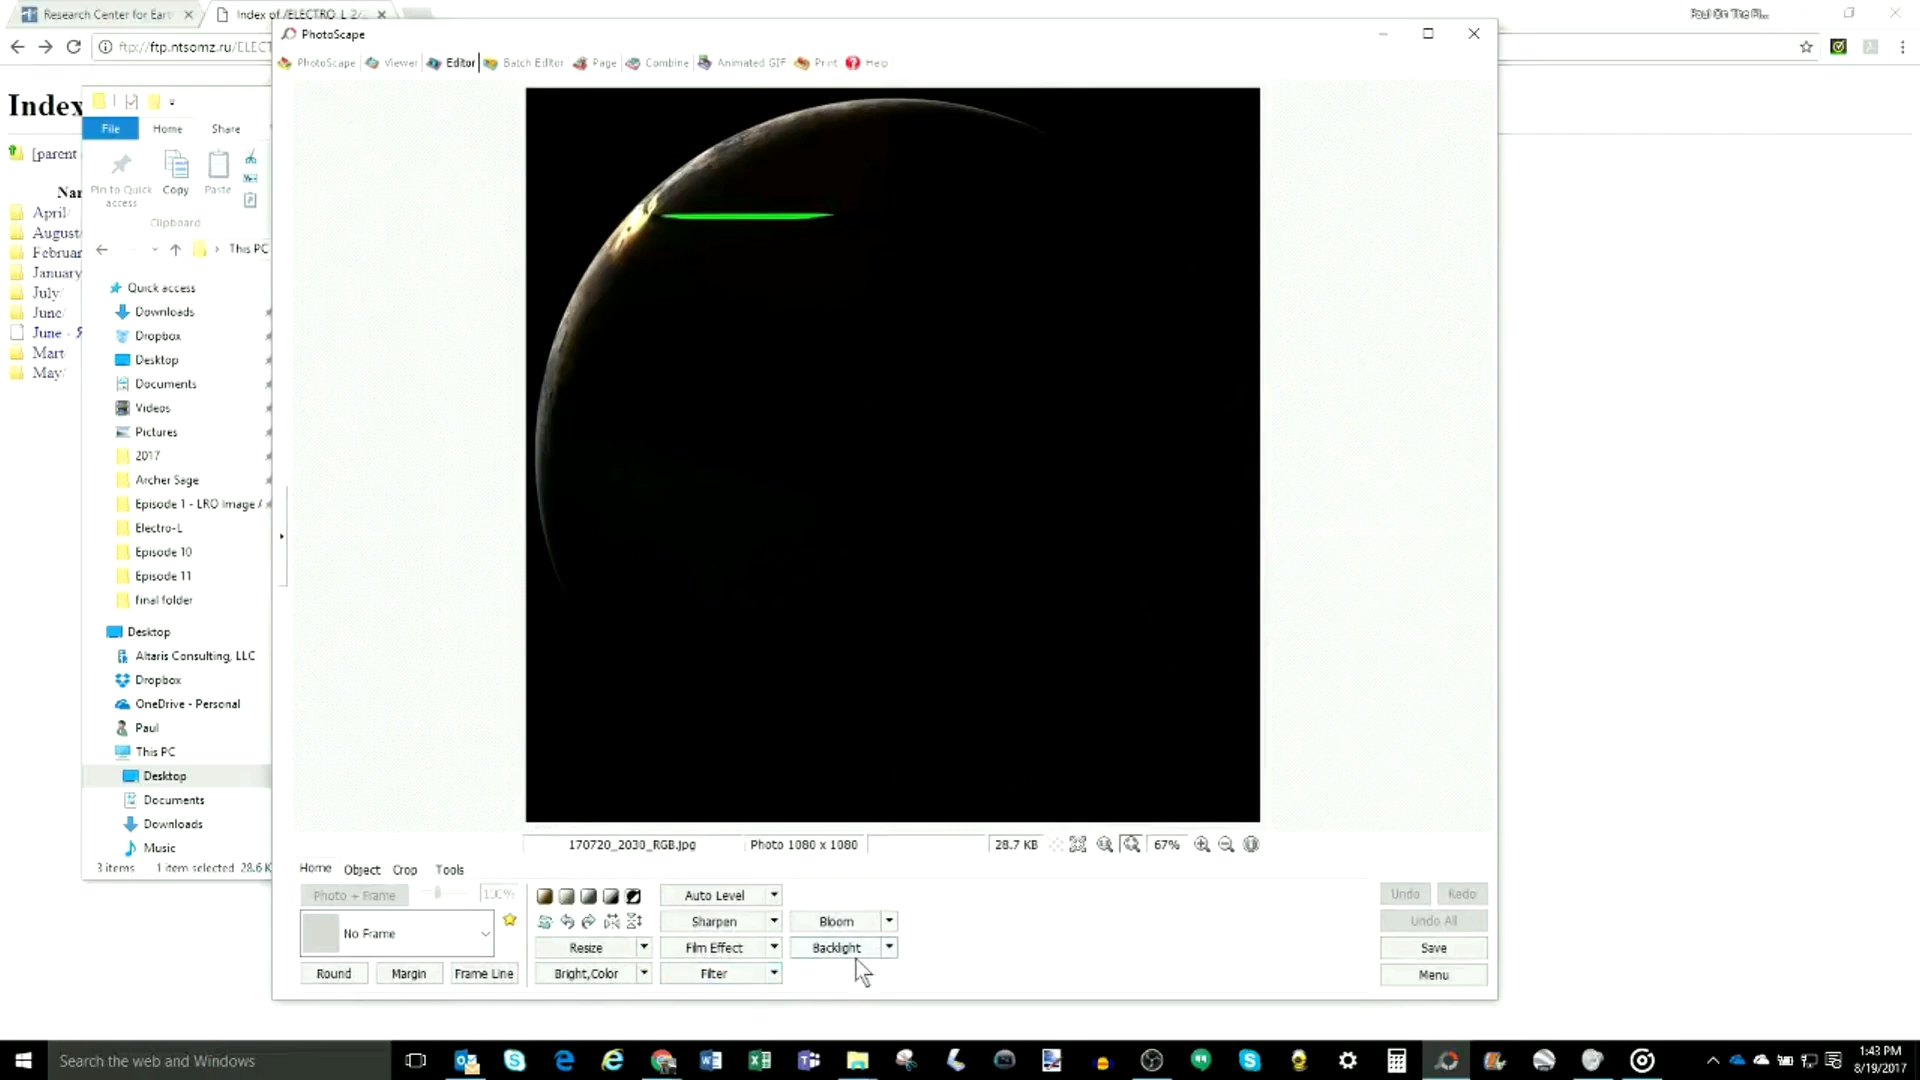 Research Center for Eart
Index of /ELECTRO_L_2/2
ftp://ftp.ntsomz.ru/ELECT
PhotoScape
PhotoScape Viewer Editor Batch Editor Page Combine Animated GIF Print Help
Index
File Home Share
[parent
Pin to Quick access
Copy
Paste
Nar
Clipboard
April/
August/
Februar
January
July/
June/
June - Я
Mart/
May/
This PC
Quick access
Downloads
Dropbox
Desktop
Documents
Videos
Pictures
2017
Archer Sage
Episode 1 - LRO Image /
Electro-L
Episode 10
Episode 11
final folder
Desktop
Altaris Consulting, LLC
Dropbox
OneDrive - Personal
Paul
This PC
Desktop
Documents
Downloads
Music
3 items 1 item selected 28.6 K
170720_2030_RGB.jpg Photo 1080 x 1080 28.7 KB 67%
Home Object Crop Tools
Photo + Frame 100%
No Frame
Round Margin Frame Line
Auto Level
Sharpen Bloom
Resize Film Effect Backlight
Bright,Color Filter
Undo Redo
Undo All
Save
Menu
Search the web and Windows
1:43 PM
8/19/2017